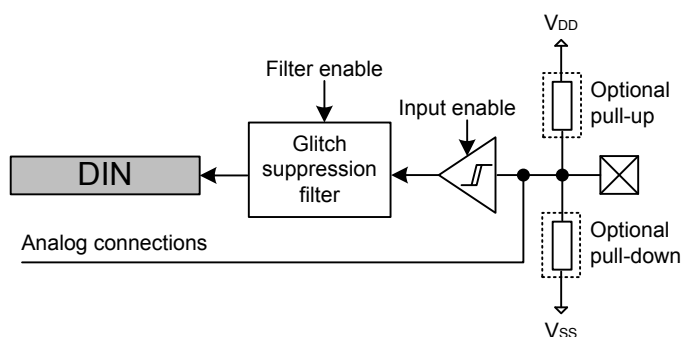 VDD
Filter enable
Optional
pull-up
Input enable
Glitch
suppression
filter
DIN
Analog connections
Optional
pull-down
VSS